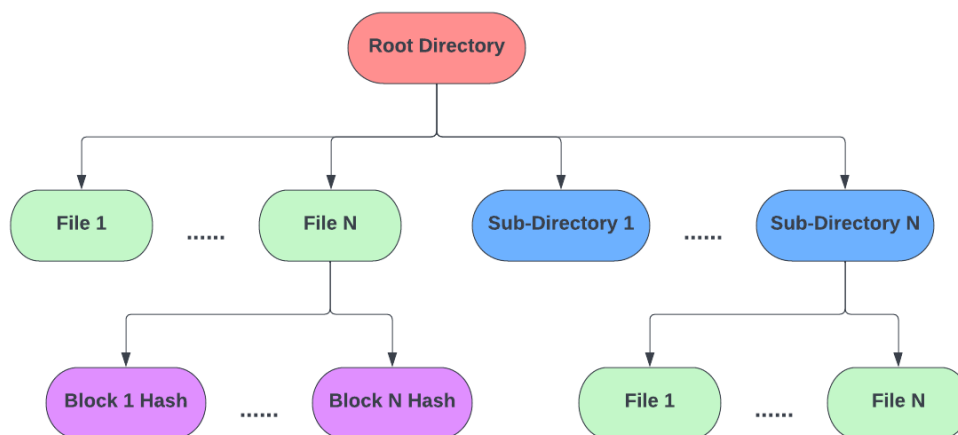 Root Directory
File 1
......
File N
Sub-Directory 1
......
Sub-Directory N
Block 1 Hash
......
Block N Hash
File 1
......
File N